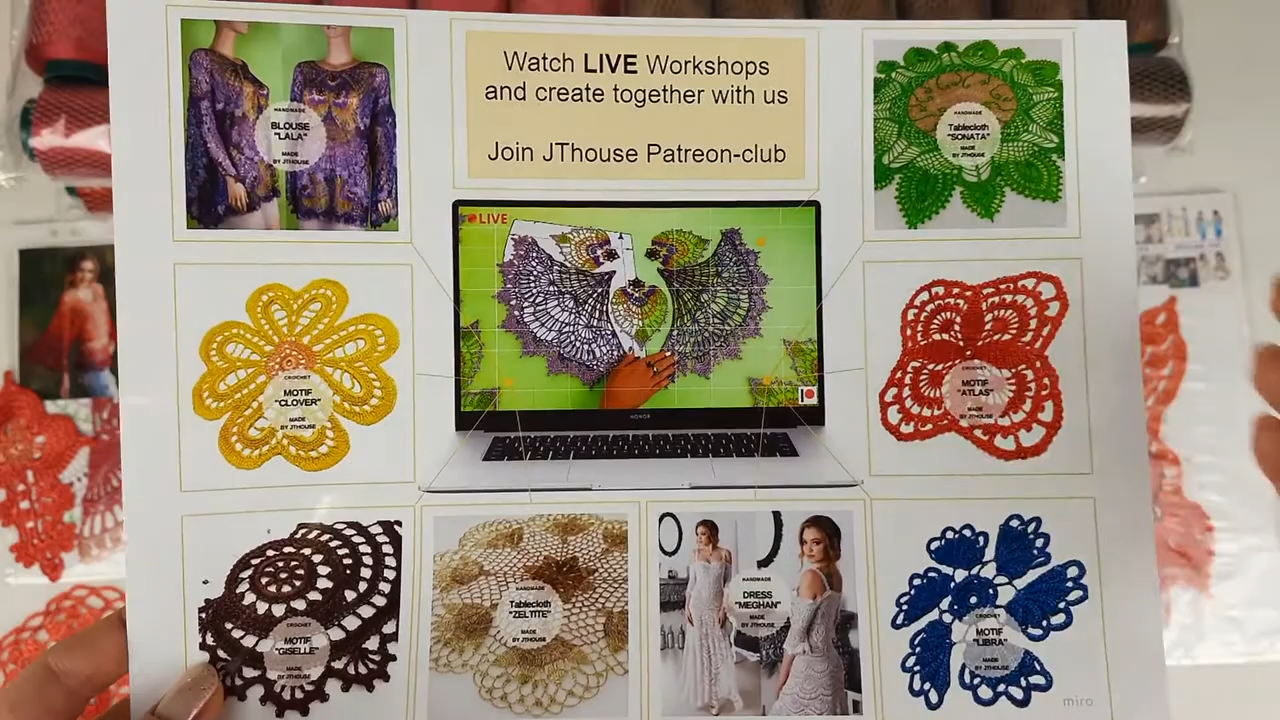 Watch LIVE Workshops
and create together with us
Join JThouse Patreon-club
HANDMADE
BLOUSE
"LALA"
MADE
BY JTHOUSE
HANDMADE
Tablecloth
"SONATA"
MADE
BY JTHOUSE
LIVE
HONOR
CROCHET
MOTIF
"CLOVER"
MADE
BY JTHOUSE
CROCHET
MOTIF
"ATLAS"
MADE
BY JTHOUSE
CROCHET
MOTIF
"GISELLE"
MADE
BY JTHOUSE
HANDMADE
Tablecloth
"ZELTITE"
MADE
BY JTHOUSE
HANDMADE
DRESS
"MEGHAN"
MADE
BY JTHOUSE
CROCHET
MOTIF
"LIBRA"
MADE
BY JTHOUSE
miro